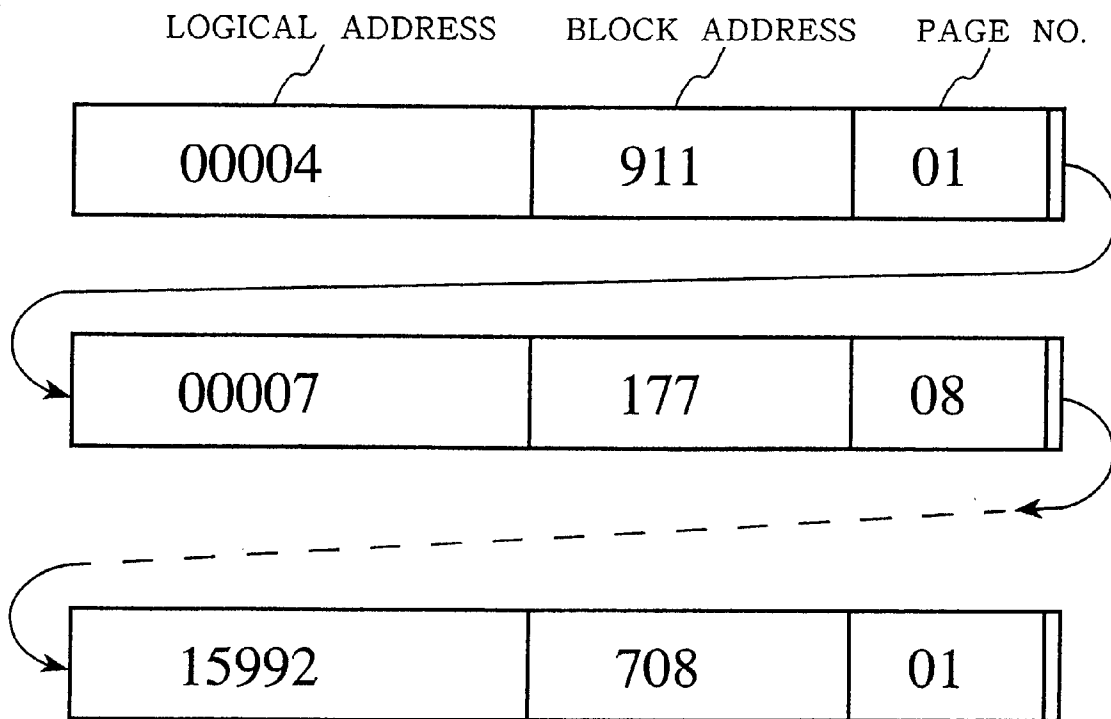 LOGICAL ADDRESS BLOCK ADDRESS PAGE NO.
00004 911 01
00007 177 08
15992 708 01